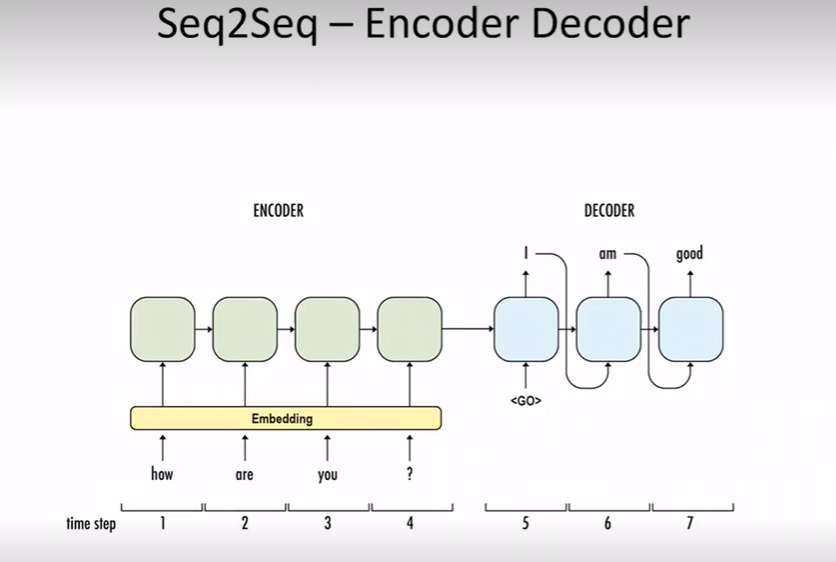 Seq2Seq – Encoder Decoder
ENCODER DECODER
I am good
<GO>
Embedding
how are you ?
time step 1 2 3 4 5 6 7